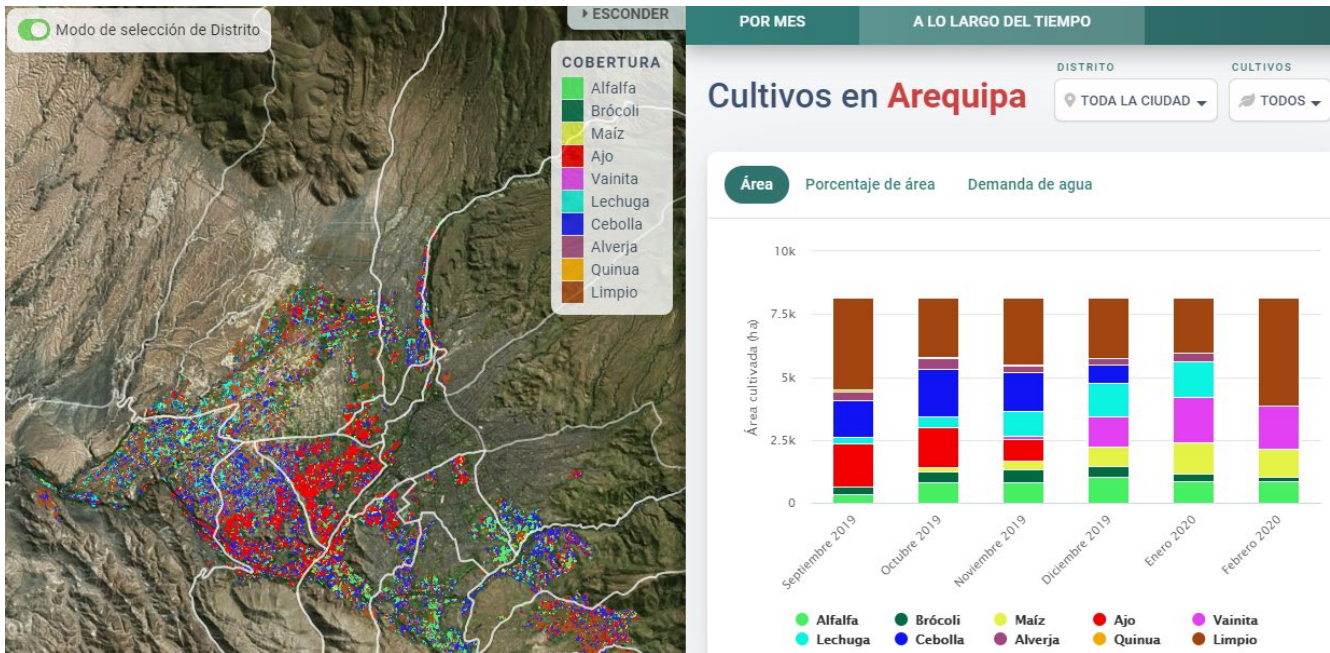 Modo de selección de Distrito
ESCONDER
COBERTURA
Alfalfa
Brócoli
Maíz
Ajo
Vainita
Lechuga
Cebolla
Alverja
Quinua
Limpio
POR MES
A LO LARGO DEL TIEMPO
Cultivos en Arequipa
DISTRITO
TODA LA CIUDAD
CULTIVOS
TODOS
Área
Porcentaje de área
Demanda de agua
Área cultivada (ha)
10k
7.5k
5k
2.5k
0
Septiembre 2019
Octubre 2019
Noviembre 2019
Diciembre 2019
Enero 2020
Febrero 2020
Alfalfa
Brócoli
Maíz
Ajo
Vainita
Lechuga
Cebolla
Alverja
Quinua
Limpio